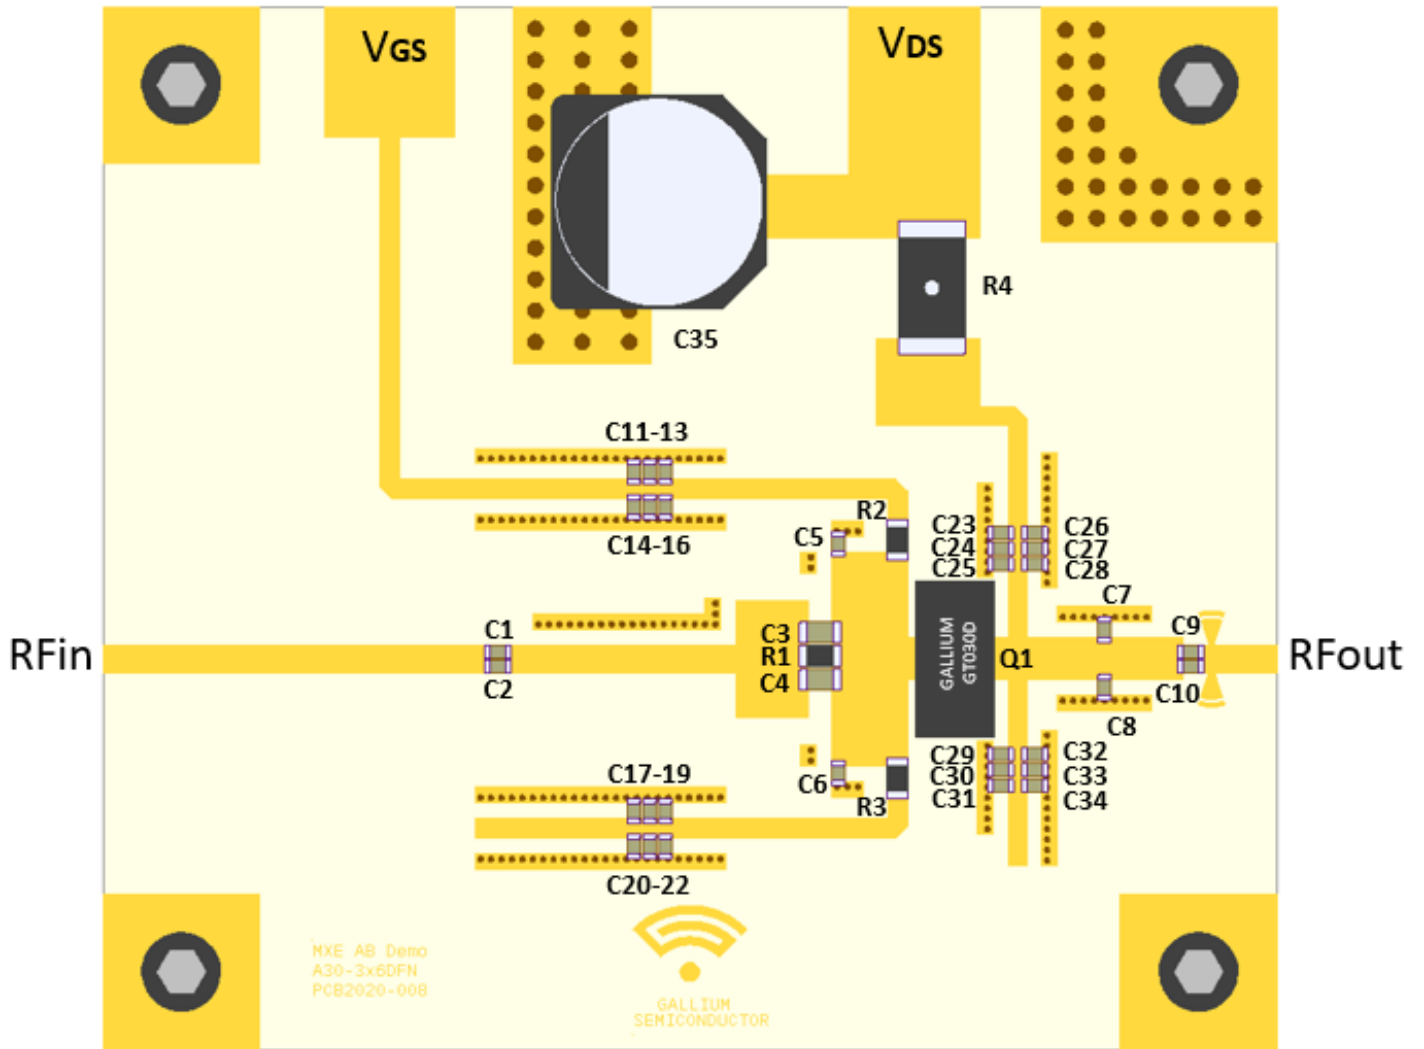 VGS
VDS
R4
C35
C11-13
R2
C5
C14-16
C23
C24
C25
C26
C27
C28
C7
RFin
C1
C2
C3
R1
C4
GALLIUM
GT030D
Q1
C9
C10
RFout
C8
C17-19
C6
R3
C29
C30
C31
C32
C33
C34
C20-22
MXE AB Demo
A30-3x6DFN
PCB2020-008
GALLIUM
SEMICONDUCTOR